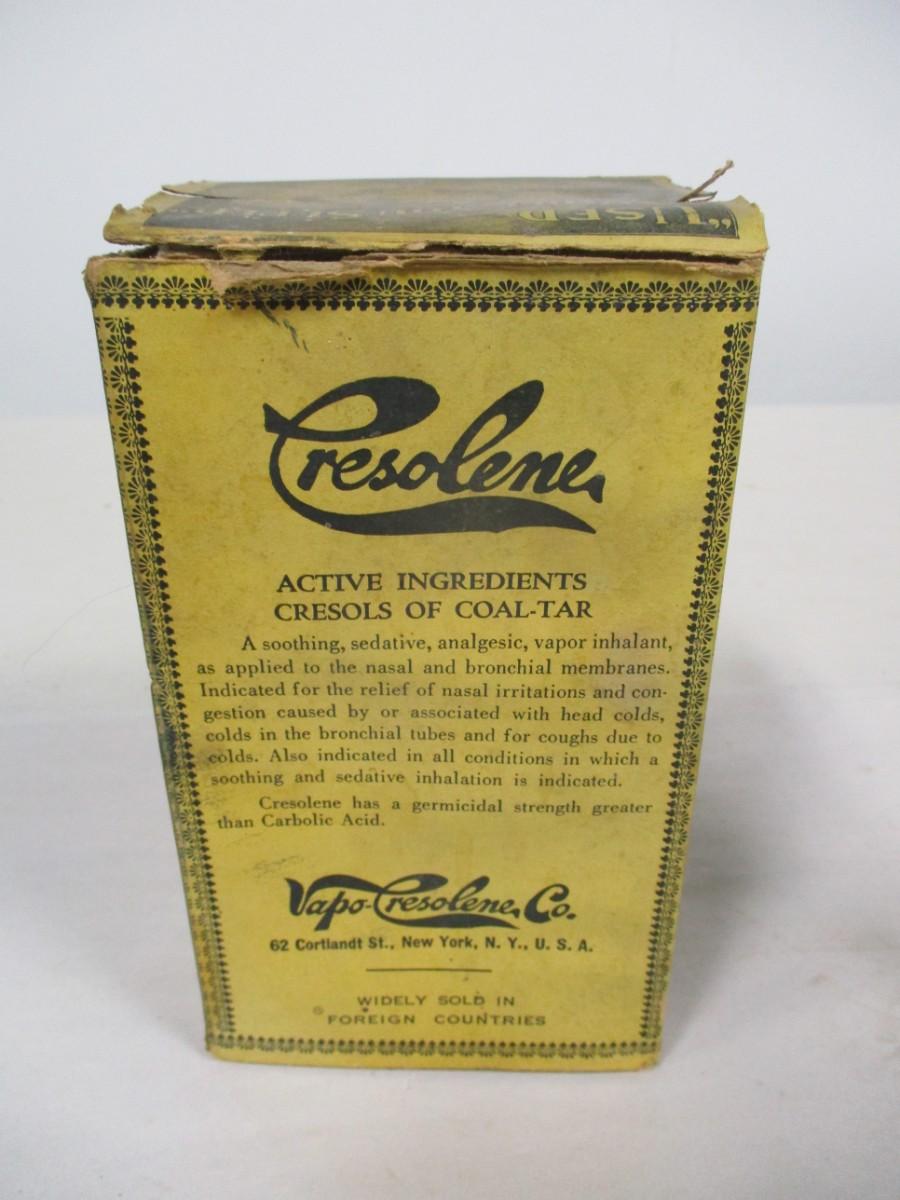 "USED
Cresolene
ACTIVE INGREDIENTS
CRESOLS OF COAL-TAR
A soothing, sedative, analgesic, vapor inhalant,
as applied to the nasal and bronchial membranes.
Indicated for the relief of nasal irritations and con-
gestion caused by or associated with head colds,
colds in the bronchial tubes and for coughs due to
colds. Also indicated in all conditions in which a
soothing and sedative inhalation is indicated.
Cresolene has a germicidal strength greater
than Carbolic Acid.
Vapo-Cresolene Co.
62 Cortlandt St., New York, N. Y., U. S. A.
WIDELY SOLD IN
FOREIGN COUNTRIES